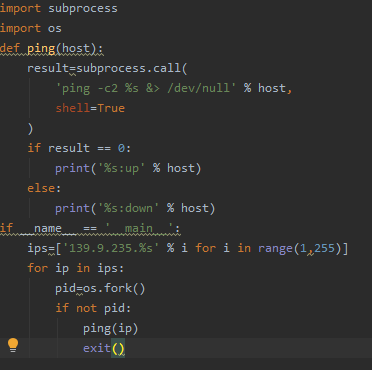 import subprocess
import os
def ping(host):
    result=subprocess.call(
        'ping -c2 %s &> /dev/null' % host,
        shell=True
    )
    if result == 0:
        print('%s:up' % host)
    else:
        print('%s:down' % host)
if __name__ == '__main__':
    ips=['139.9.235.%s' % i for i in range(1,255)]
    for ip in ips:
        pid=os.fork()
        if not pid:
            ping(ip)
            exit()